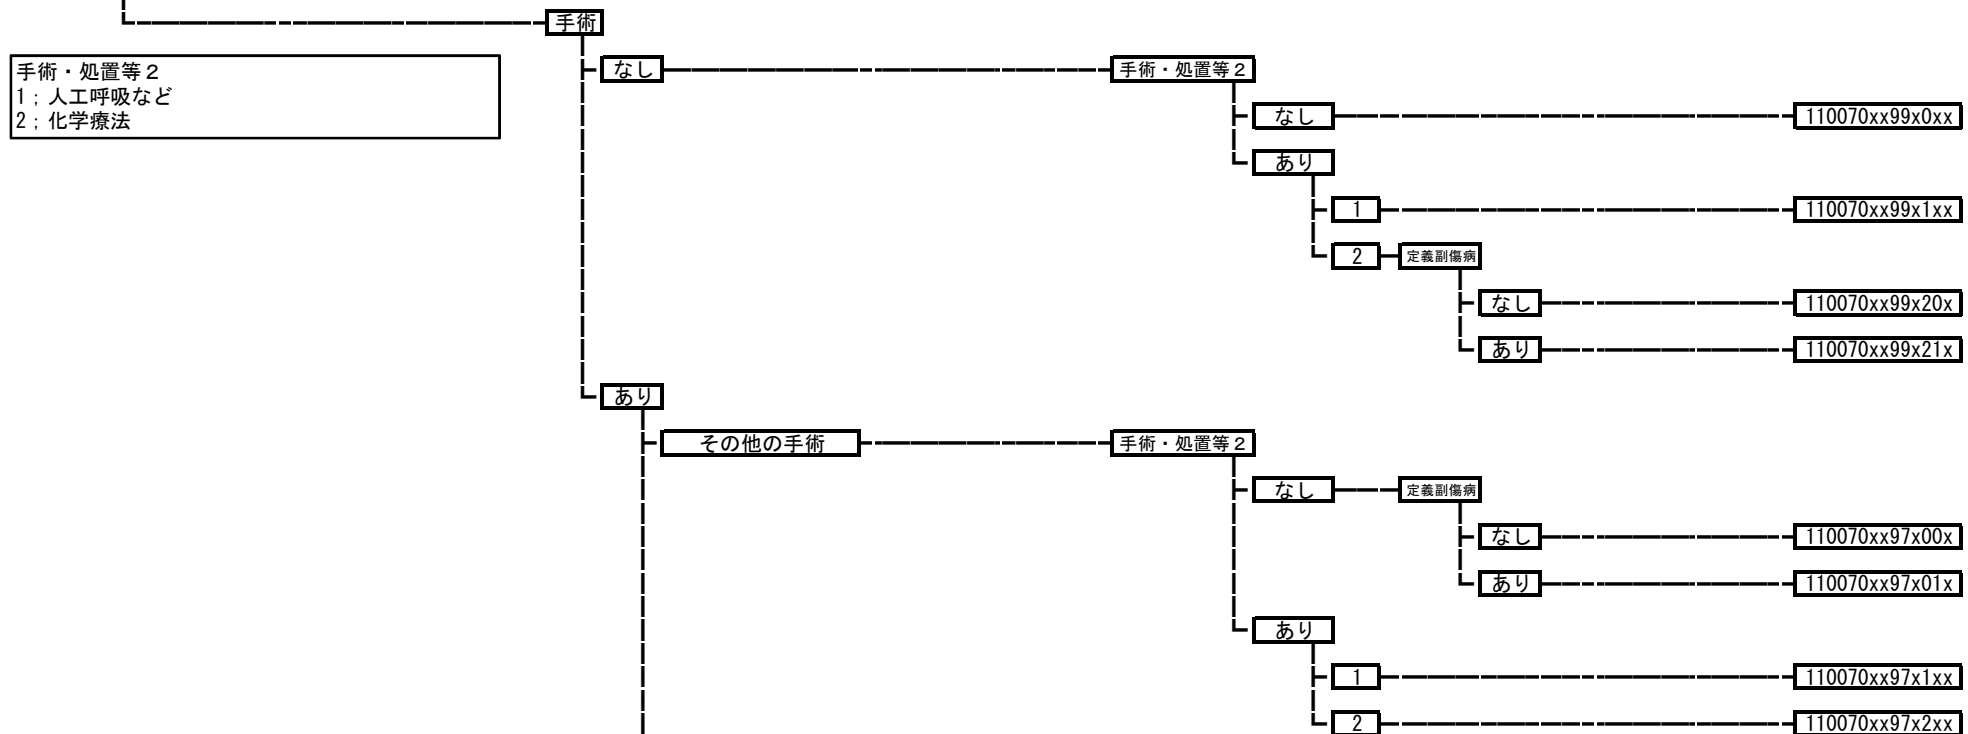 手術
手術・処置等２
1；人工呼吸など
2；化学療法
なし
手術・処置等２
なし
110070xx99x0xx
あり
1
110070xx99x1xx
2
定義副傷病
なし
110070xx99x20x
あり
110070xx99x21x
あり
その他の手術
手術・処置等２
なし
定義副傷病
なし
110070xx97x00x
あり
110070xx97x01x
あり
1
110070xx97x1xx
2
110070xx97x2xx